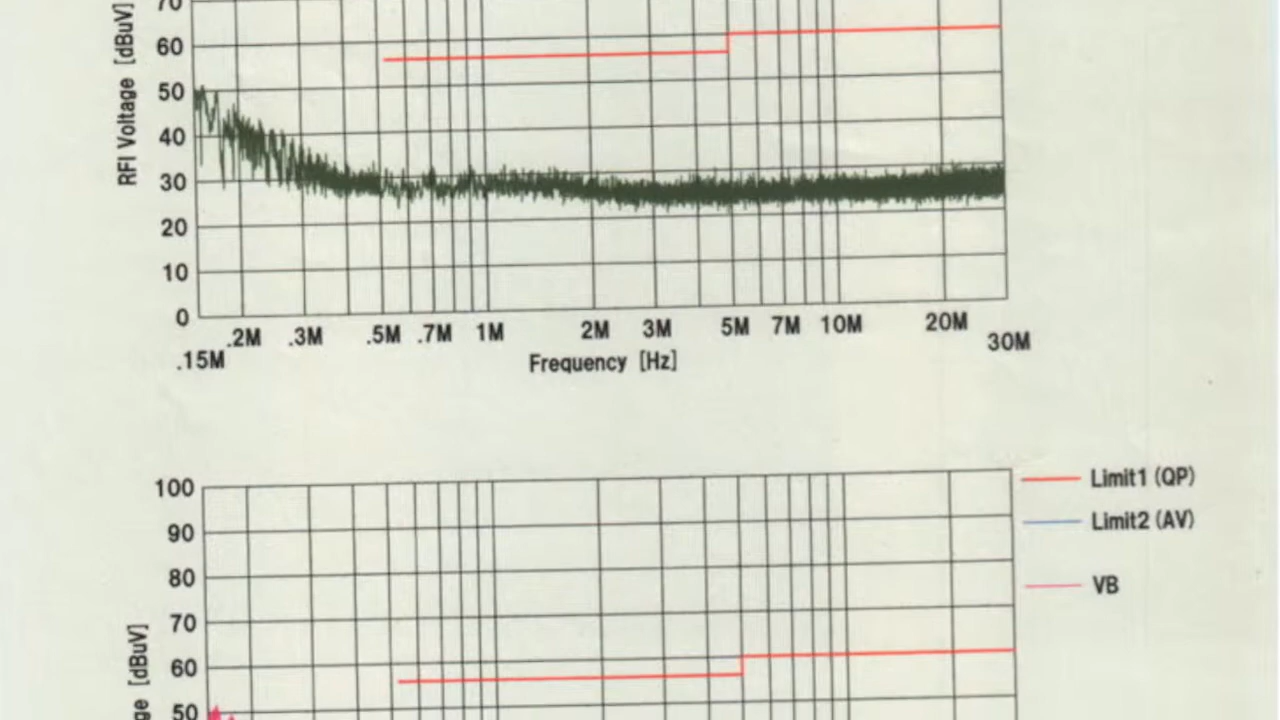 70
RFI Voltage [dBuV]
60
50
40
30
20
10
0
.2M .3M .5M .7M 1M 2M 3M 5M 7M 10M 20M
.15M 30M
Frequency [Hz]
100
90
80
70
60
50
[dBuV]
Limit1 (QP)
Limit2 (AV)
VB